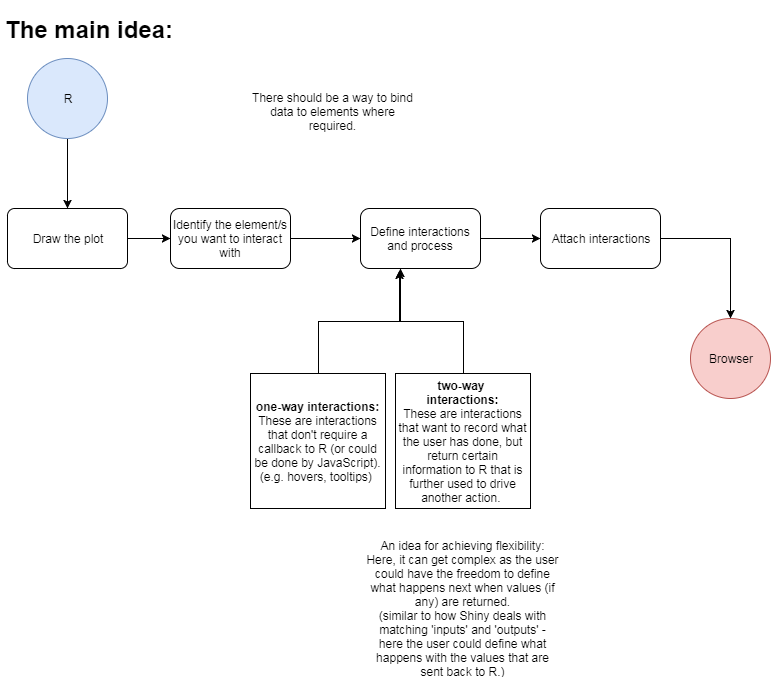 The main idea:
R
There should be a way to bind
data to elements where
required.
Draw the plot
Identify the element/s
you want to interact
with
Define interactions
and process
Attach interactions
Browser
one-way interactions:
These are interactions
that don't require a
callback to R (or could
be done by JavaScript).
(e.g. hovers, tooltips)
two-way
interactions:
These are interactions
that want to record what
the user has done, but
return certain
information to R that is
further used to drive
another action.
An idea for achieving flexibility:
Here, it can get complex as the user
could have the freedom to define
what happens next when values (if
any) are returned.
(similar to how Shiny deals with
matching 'inputs' and 'outputs' -
here the user could define what
happens with the values that are
sent back to R.)